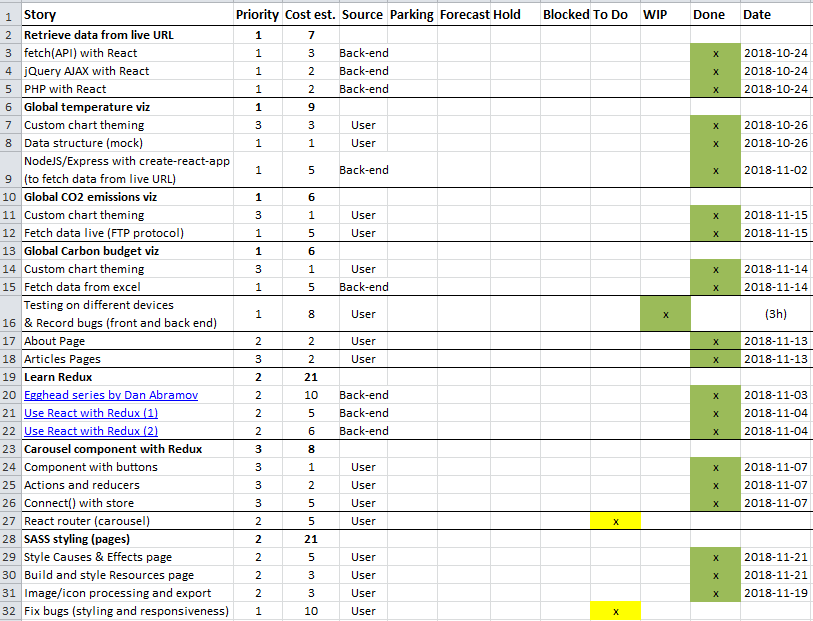 1 Story Priority Cost est. Source Parking Forecast Hold Blocked To Do WIP Done Date
2 Retrieve data from live URL 1 7
3 fetch(API) with React 1 3 Back-end x 2018-10-24
4 jQuery AJAX with React 1 2 Back-end x 2018-10-24
5 PHP with React 1 2 Back-end x 2018-10-24
6 Global temperature viz 1 9
7 Custom chart theming 3 3 User x 2018-10-26
8 Data structure (mock) 1 1 User x 2018-10-26
NodeJS/Express with create-react-app
9 (to fetch data from live URL) 1 5 Back-end x 2018-11-02
10 Global CO2 emissions viz 1 6
11 Custom chart theming 3 1 User x 2018-11-15
12 Fetch data live (FTP protocol) 1 5 User x 2018-11-15
13 Global Carbon budget viz 1 6
14 Custom chart theming 3 1 User x 2018-11-14
15 Fetch data from excel 1 5 Back-end x 2018-11-14
Testing on different devices
16 & Record bugs (front and back end) 1 8 User x (3h)
17 About Page 2 2 User x 2018-11-13
18 Articles Pages 3 2 User x 2018-11-13
19 Learn Redux 2 21
20 Egghead series by Dan Abramov 2 10 Back-end x 2018-11-03
21 Use React with Redux (1) 2 5 Back-end x 2018-11-04
22 Use React with Redux (2) 2 6 Back-end x 2018-11-04
23 Carousel component with Redux 3 8
24 Component with buttons 3 1 User x 2018-11-07
25 Actions and reducers 3 2 User x 2018-11-07
26 Connect() with store 3 5 User x 2018-11-07
27 React router (carousel) 2 5 User x
28 SASS styling (pages) 2 21
29 Style Causes & Effects page 2 5 User x 2018-11-21
30 Build and style Resources page 2 3 User x 2018-11-21
31 Image/icon processing and export 2 3 User x 2018-11-19
32 Fix bugs (styling and responsiveness) 1 10 User x